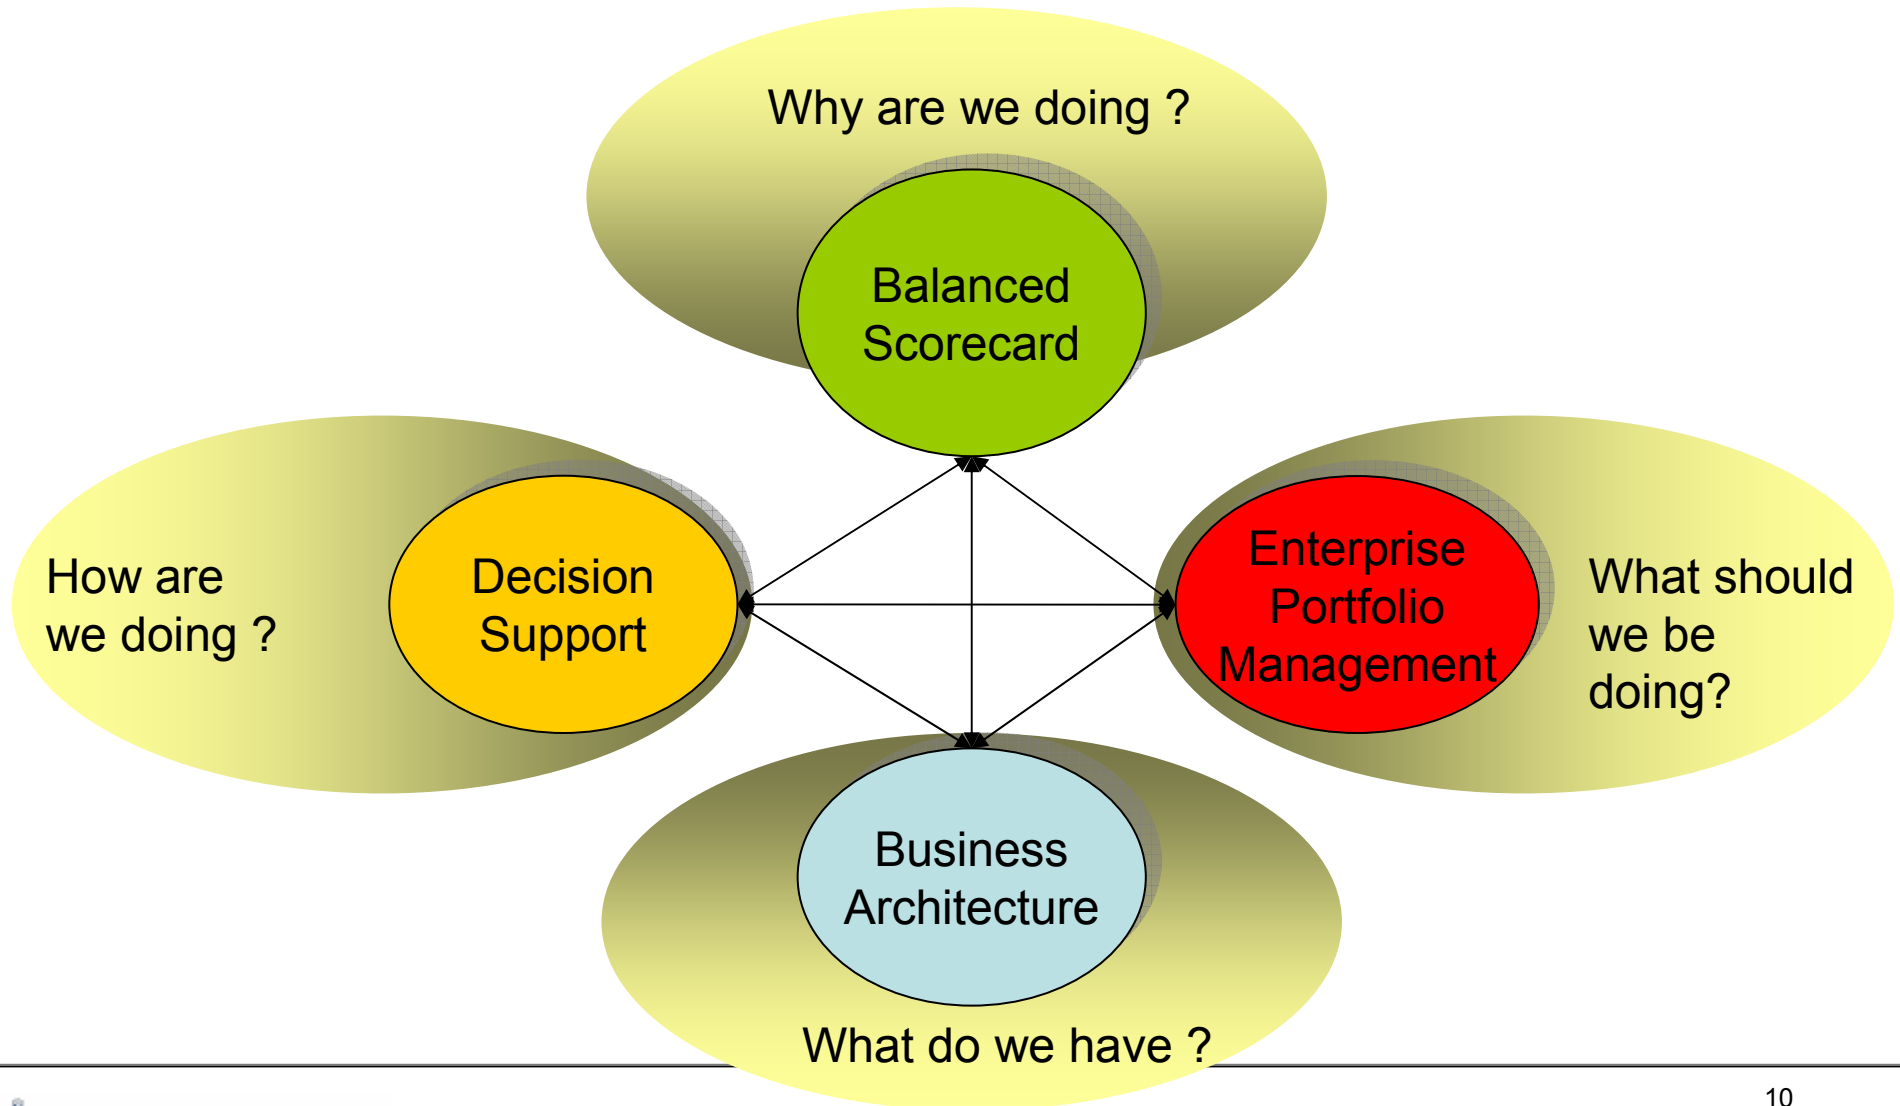 Why are we doing ?
Balanced
Scorecard
How are
we doing ?
Decision
Support
Enterprise
Portfolio
Management
What should
we be
doing?
Business
Architecture
What do we have ?
10